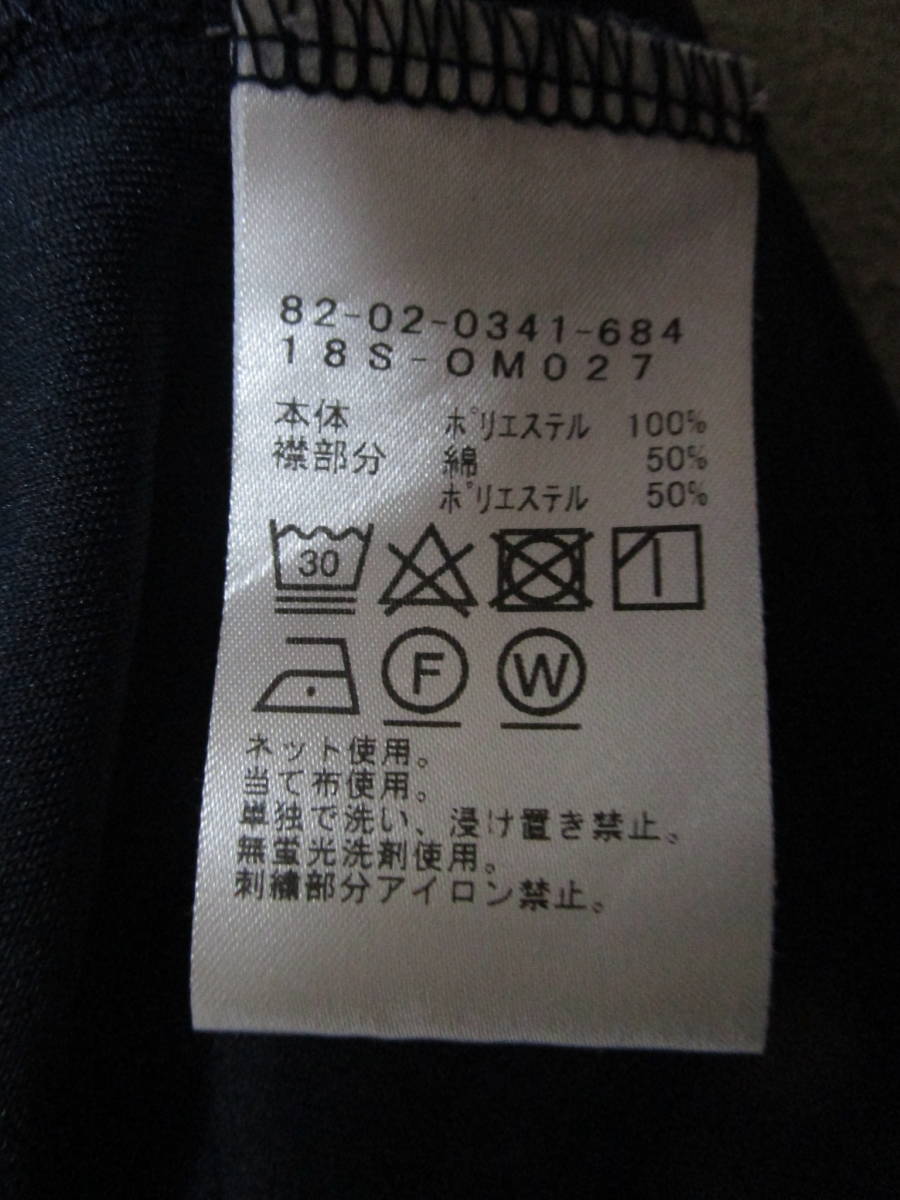 82-02-0341-684
18S-OM027
本体 ポリエステル 100%
襟部分 綿 50%
ポリエステル 50%
30
F W
ネット使用。
当て布使用。
単独で洗い、浸け置き禁止。
無蛍光洗剤使用。
刺繍部分アイロン禁止。